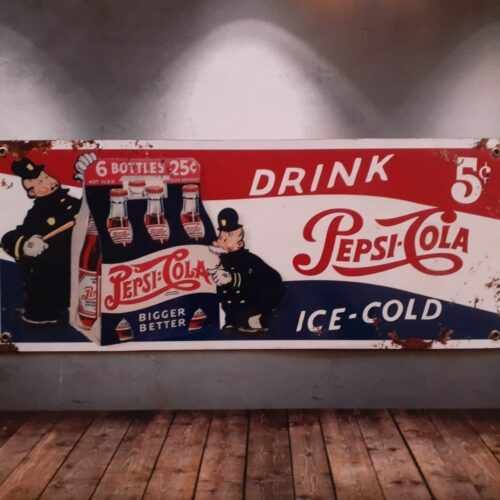 6 BOTTLES 25¢
PEPSI-COLA
BIGGER
BETTER
DRINK
5¢
PEPSI-COLA
ICE-COLD